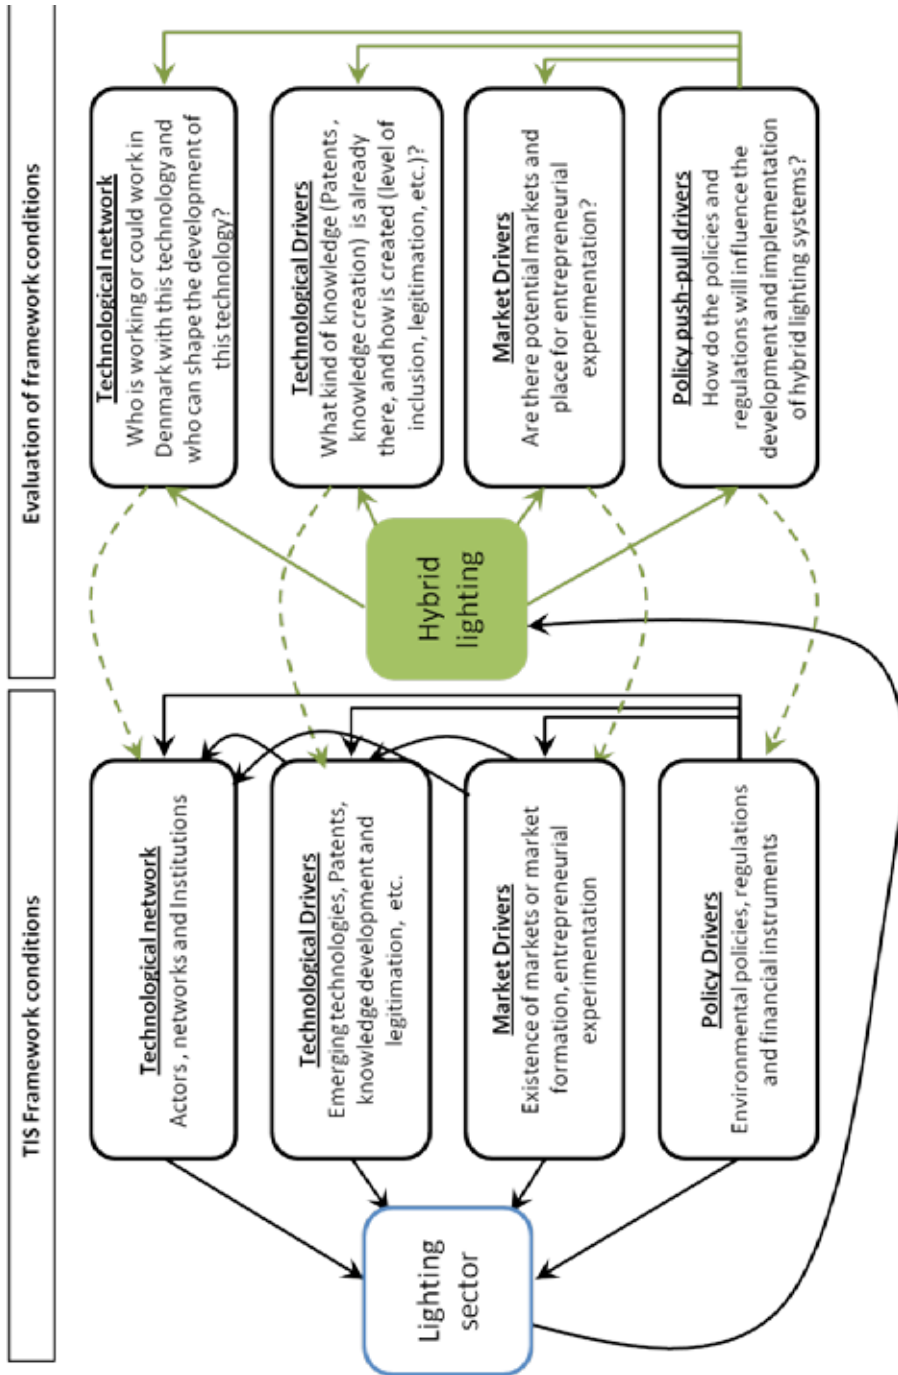 TIS Framework conditions
Evaluation of framework conditions
Lighting
sector
Technological network
Actors , networks and Institutions
Technological Drivers
Emerging technologies, Patents,
knowledge development and
legitimation,  etc.
Market Drivers
Existence of markets or market
formation, entrepreneurial
experimentation
Policy Drivers
Environmental policies, regulations
and financial instruments
Hybrid
lighting
Technological network
Who is working or could work in
Denmark with this technology and
who can shape the development of
this technology?
Technological Drivers
What kind of knowledge (Patents ,
knowledge creation)  is already
there, and how is created (level of
inclusion, legitimation, etc.)?
Market Drivers
Are there potential markets and
place for entrepreneurial
experimentation?
Policy push-pull drivers
How do the policies and
regulations will influence the
development and implementation
of hybrid lighting systems?